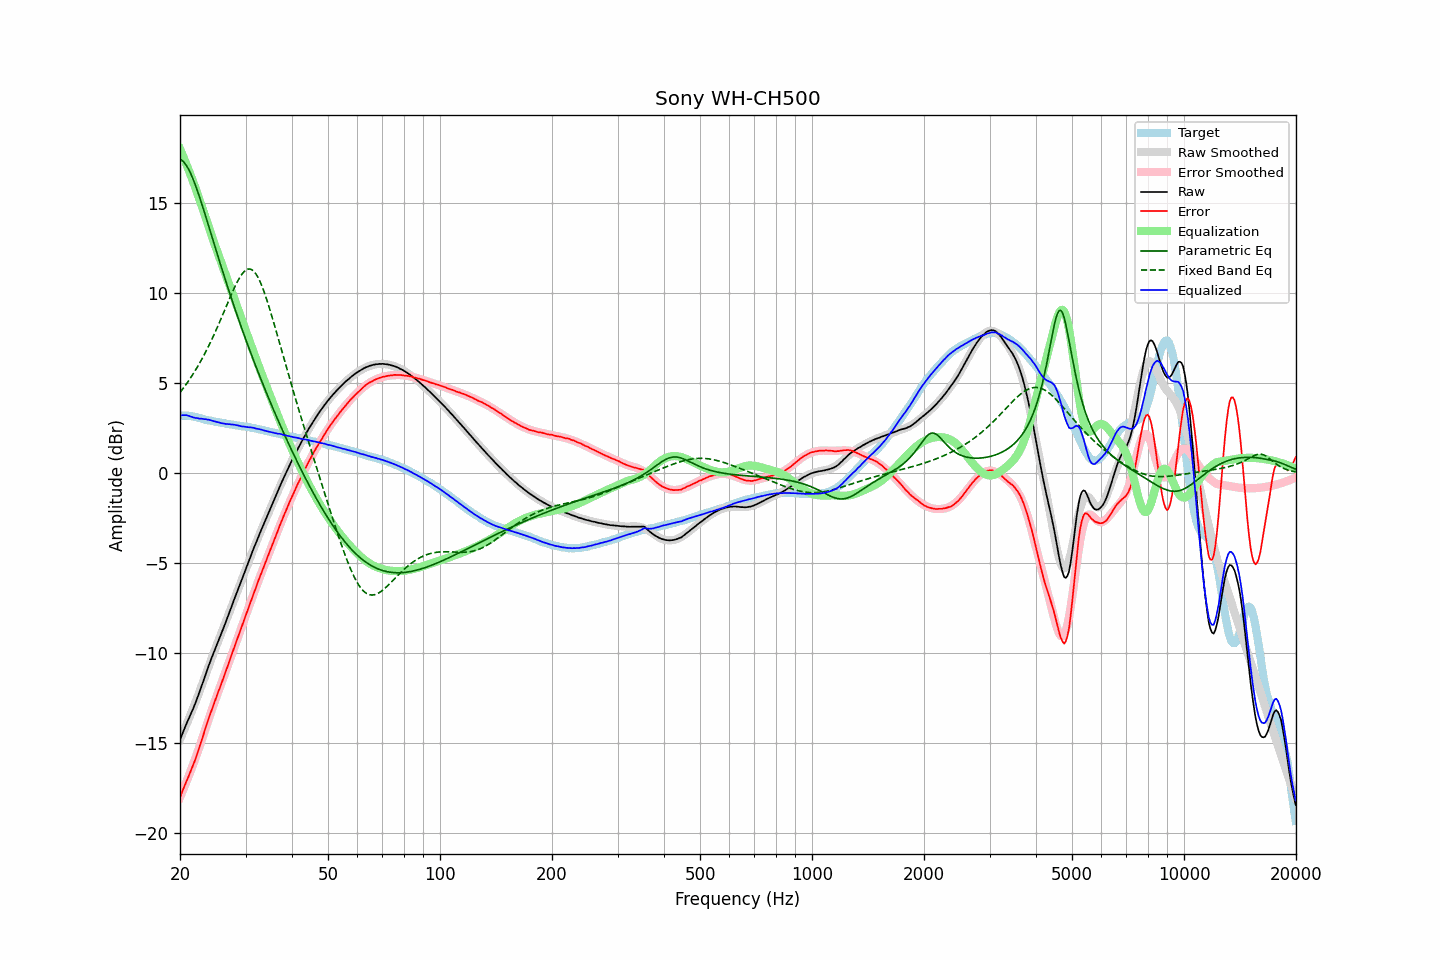 Sony WH-CH500
Target
Raw Smoothed
Error Smoothed
Raw
Error
Equalization
Parametric Eq
Fixed Band Eq
Equalized
Amplitude (dBr)
15
10
5
0
−5
−10
−15
−20
20
50
100
200
500
1000
2000
5000
10000
20000
Frequency (Hz)